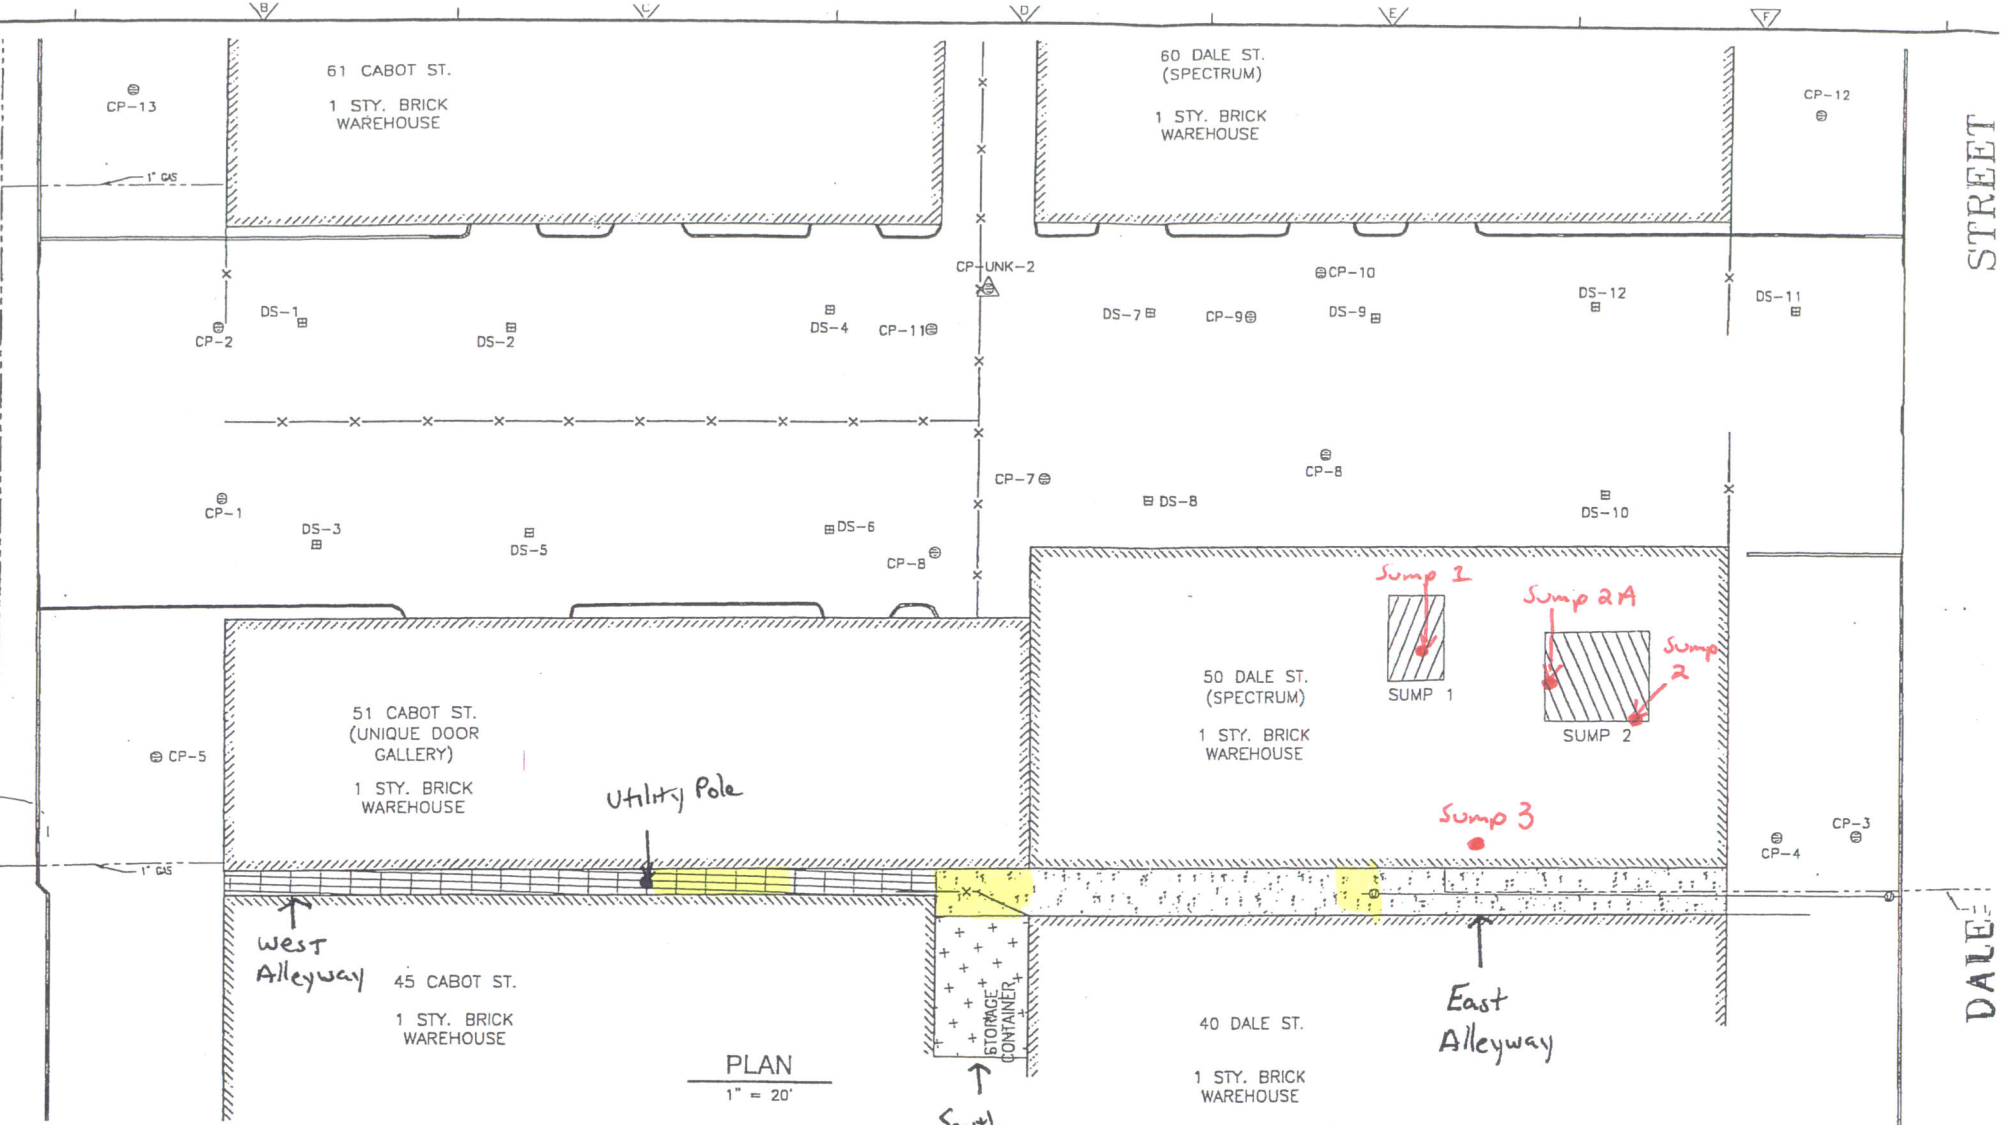 B
C
D
E
F
61 CABOT ST.
1 STY. BRICK
WAREHOUSE
60 DALE ST.
(SPECTRUM)
1 STY. BRICK
WAREHOUSE
CP-13
CP-12
STREET
1" GAS
CP-UNK-2
CP-10
DS-12
DS-11
DS-1
CP-2
DS-2
DS-4
CP-11
DS-7
CP-9
DS-9
CP-7
CP-8
CP-1
DS-3
DS-5
DS-6
CP-8
DS-8
DS-10
Sump 1
Sump 2A
Sump
2
SUMP 1
SUMP 2
50 DALE ST.
(SPECTRUM)
1 STY. BRICK
WAREHOUSE
51 CABOT ST.
(UNIQUE DOOR
GALLERY)
1 STY. BRICK
WAREHOUSE
CP-5
Utility Pole
Sump 3
CP-3
CP-4
1" GAS
West
Alleyway
45 CABOT ST.
1 STY. BRICK
WAREHOUSE
STORAGE
CONTAINER
East
Alleyway
40 DALE ST.
1 STY. BRICK
WAREHOUSE
DALE
PLAN
1" = 20'